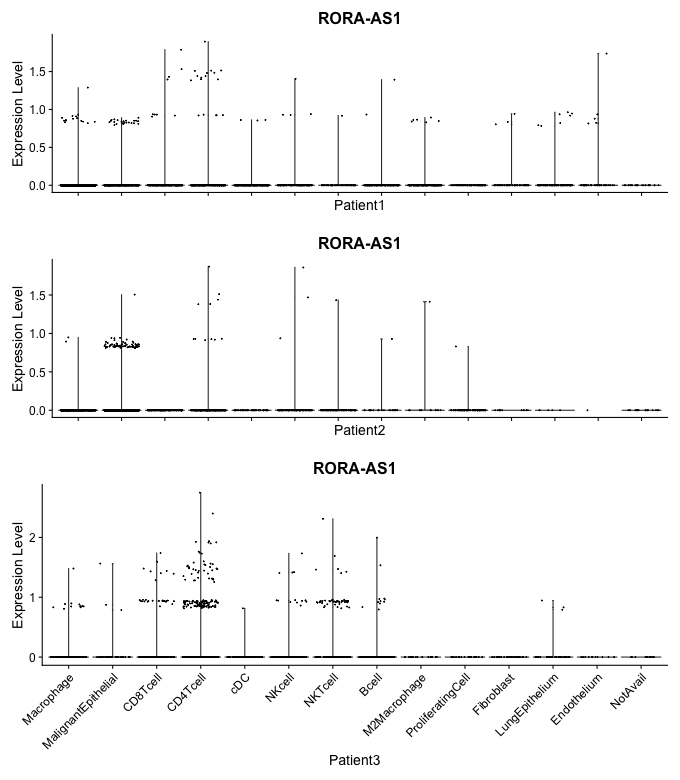 RORA-AS1
Expression Level
1.5
1.0
0.5
0.0
Patient1
RORA-AS1
Expression Level
1.5
1.0
0.5
0.0
Patient2
RORA-AS1
Expression Level
2
1
0
Macrophage
MalignantEpithelial
CD8Tcell
CD4Tcell
cDC
NKcell
NKTcell
Bcell
M2Macrophage
ProliferatingCell
Fibroblast
LungEpithelium
Endothelium
NotAvail
Patient3